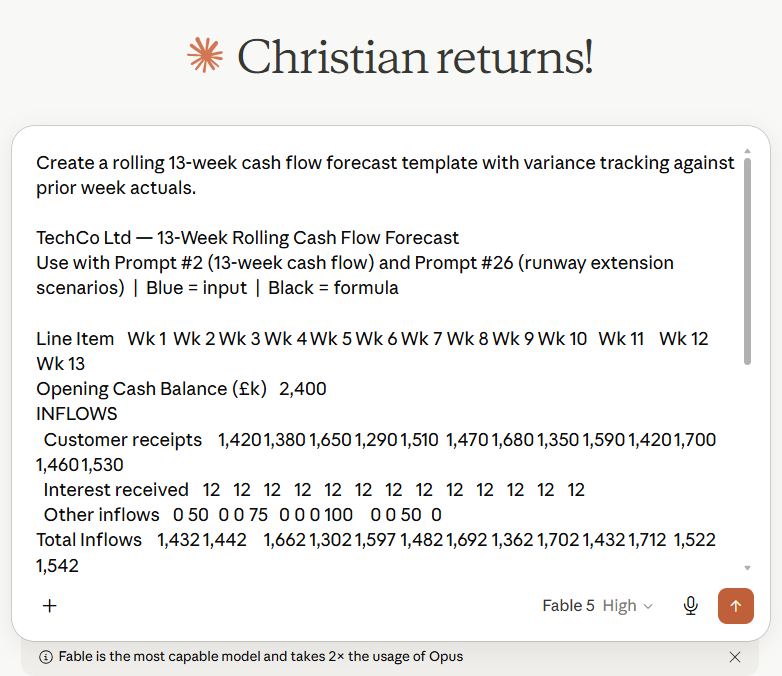 Christian returns!
Create a rolling 13-week cash flow forecast template with variance tracking against
prior week actuals.
TechCo Ltd — 13-Week Rolling Cash Flow Forecast
Use with Prompt #2 (13-week cash flow) and Prompt #26 (runway extension
scenarios) | Blue = input | Black = formula
Line Item Wk 1 Wk 2 Wk 3 Wk 4 Wk 5 Wk 6 Wk 7 Wk 8 Wk 9 Wk 10 Wk 11 Wk 12
Wk 13
Opening Cash Balance (£k) 2,400
INFLOWS
Customer receipts 1,420 1,380 1,650 1,290 1,510 1,470 1,680 1,350 1,590 1,420 1,700
1,460 1,530
Interest received 12 12 12 12 12 12 12 12 12 12 12 12 12
Other inflows 0 50 0 0 75 0 0 0 100 0 0 50 0
Total Inflows 1,432 1,442 1,662 1,302 1,597 1,482 1,692 1,362 1,702 1,432 1,712 1,522
1,542
Fable 5 High
Fable is the most capable model and takes 2× the usage of Opus